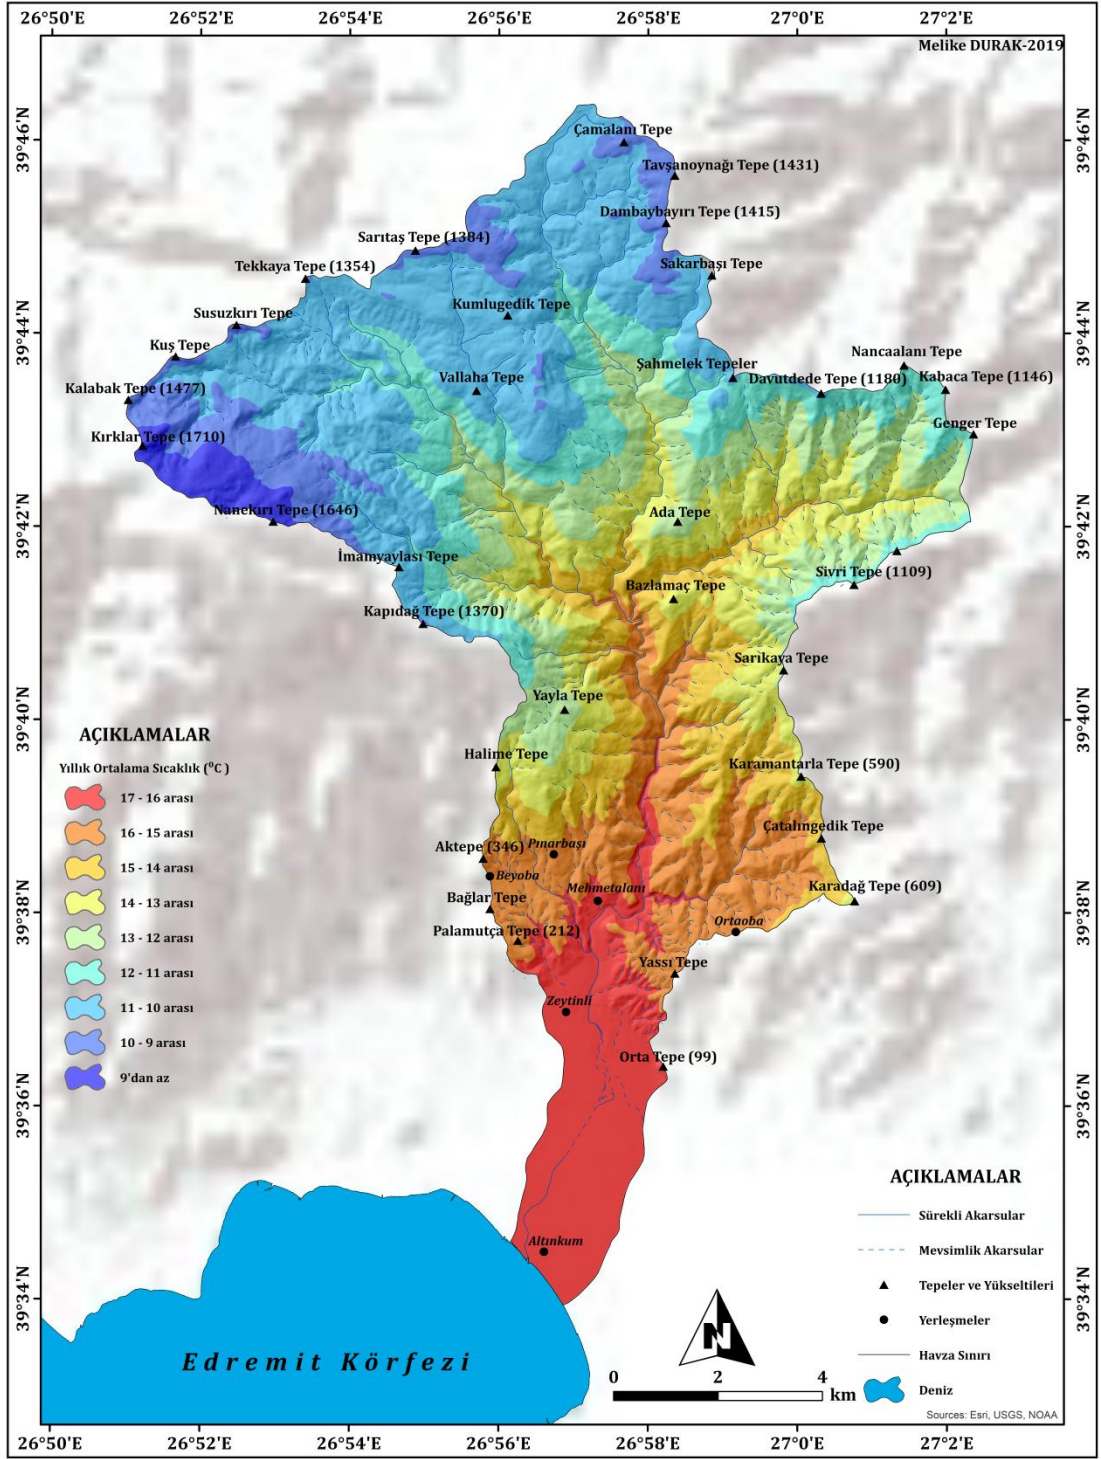 26°52'E 26°54'E 26°56'E 26°58'E 27°0'E 27°2'E
26°50'E
Melike DURAK-2019
39°46'N
39°46'N
Çamalanı Tepe
Tavşanoynağı Tepe (1431)
Dambaybayırı Tepe (1415)
Sarıtaş Tepe (1384)
Tekkaya Tepe (1354)
Sakarbaşı Tepe
Kumlugedik Tepe
Susuzkırı Tepe
39°44'N
39°44'N
Kuş Tepe
Nancaalanı Tepe
Şahmelek Tepeler
Vallaha Tepe
Davutdede Tepe (1180)
Kabaca Tepe (1146)
Kalabak Tepe (1477)
Genger Tepe
Kırklar Tepe (1710)
Nanekırı Tepe (1646)
Ada Tepe
39°42'N
39°42'N
İmamyaylası Tepe
Sivri Tepe (1109)
Bazlamaç Tepe
Kapıdağ Tepe (1370)
Sarıkaya Tepe
Yayla Tepe
39°40'N
39°40'N
AÇIKLAMALAR
Halime Tepe
Yıllık Ortalama Sıcaklık (⁰C )
Karamantarla Tepe (590)
17 - 16 arası
16 - 15 arası
15 - 14 arası
14 - 13 arası
13 - 12 arası
12 - 11 arası
11 - 10 arası
10 - 9 arası
9'dan az
Çatalıngedik Tepe
Aktepe (346)
Pınarbaşı
Beyoba
Mehmetalanı
Karadağ Tepe (609)
Bağlar Tepe
39°38'N
39°38'N
Ortaoba
Palamutça Tepe (212)
Yassı Tepe
Zeytinli
Orta Tepe (99)
39°36'N
39°36'N
Altınkum
39°34'N
39°34'N
Edremit Körfezi
AÇIKLAMALAR
Sürekli Akarsular
Mevsimlik Akarsular
Tepeler ve Yükseltileri
Yerleşmeler
Havza Sınırı
Deniz
N
0 2 4
km
Sources: Esri, USGS, NOAA
26°50'E 26°52'E 26°54'E 26°56'E 26°58'E 27°0'E 27°2'E